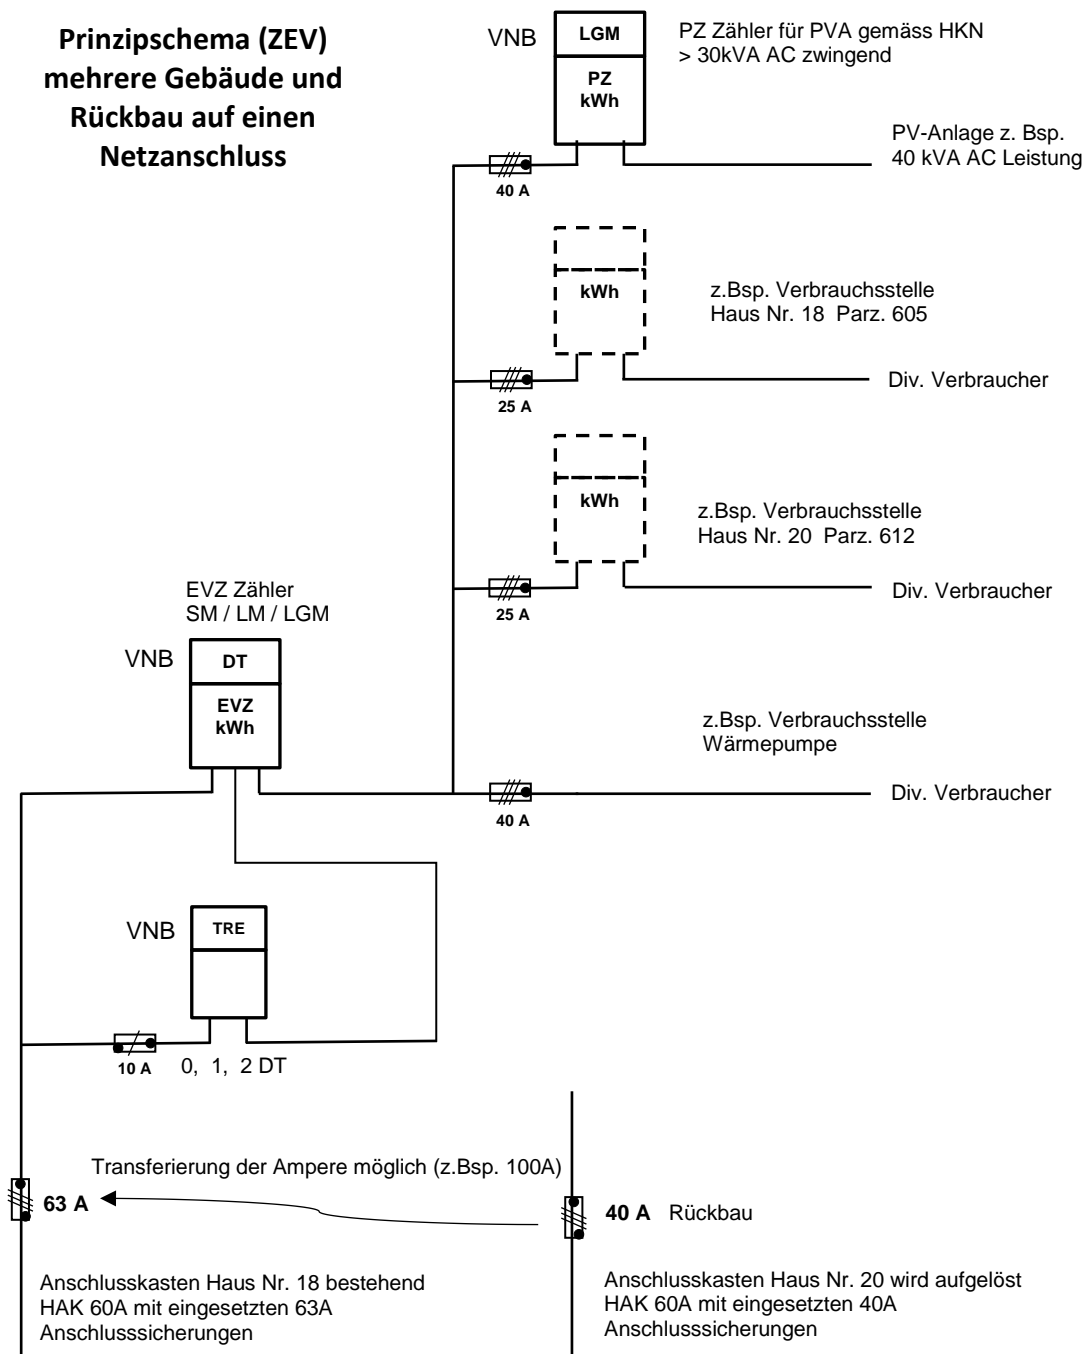 Prinzipschema (ZEV)
mehrere Gebäude und
Rückbau auf einen
Netzanschluss
VNB
LGM
PZ
kWh
PZ Zähler für PVA gemäss HKN
> 30kVA AC zwingend
PV-Anlage z. Bsp.
40 kVA AC Leistung
40 A
kWh
z.Bsp. Verbrauchsstelle
Haus Nr. 18 Parz. 605
Div. Verbraucher
25 A
kWh
z.Bsp. Verbrauchsstelle
Haus Nr. 20 Parz. 612
Div. Verbraucher
25 A
EVZ Zähler
SM / LM / LGM
VNB
DT
EVZ
kWh
z.Bsp. Verbrauchsstelle
Wärmepumpe
Div. Verbraucher
40 A
VNB
TRE
10 A
0, 1, 2 DT
Transferierung der Ampere möglich (z.Bsp. 100A)
63 A
40 A Rückbau
Anschlusskasten Haus Nr. 18 bestehend
HAK 60A mit eingesetzten 63A
Anschlusssicherungen
Anschlusskasten Haus Nr. 20 wird aufgelöst
HAK 60A mit eingesetzten 40A
Anschlusssicherungen